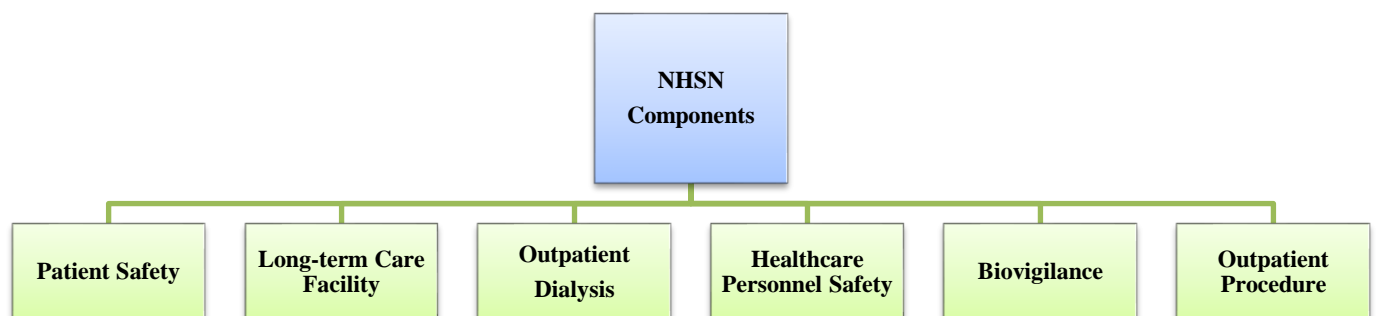 NHSN
Components
Patient Safety
Long-term Care
Facility
Outpatient
Dialysis
Healthcare
Personnel Safety
Biovigilance
Outpatient
Procedure